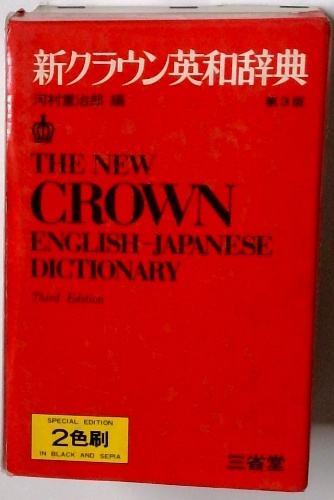 新クラウン英和辞典
河村重治郎 編 第3版
THE NEW
CROWN
ENGLISH-JAPANESE
DICTIONARY
Third Edition
SPECIAL EDITION
2色刷
IN BLACK AND SEPIA
三省堂